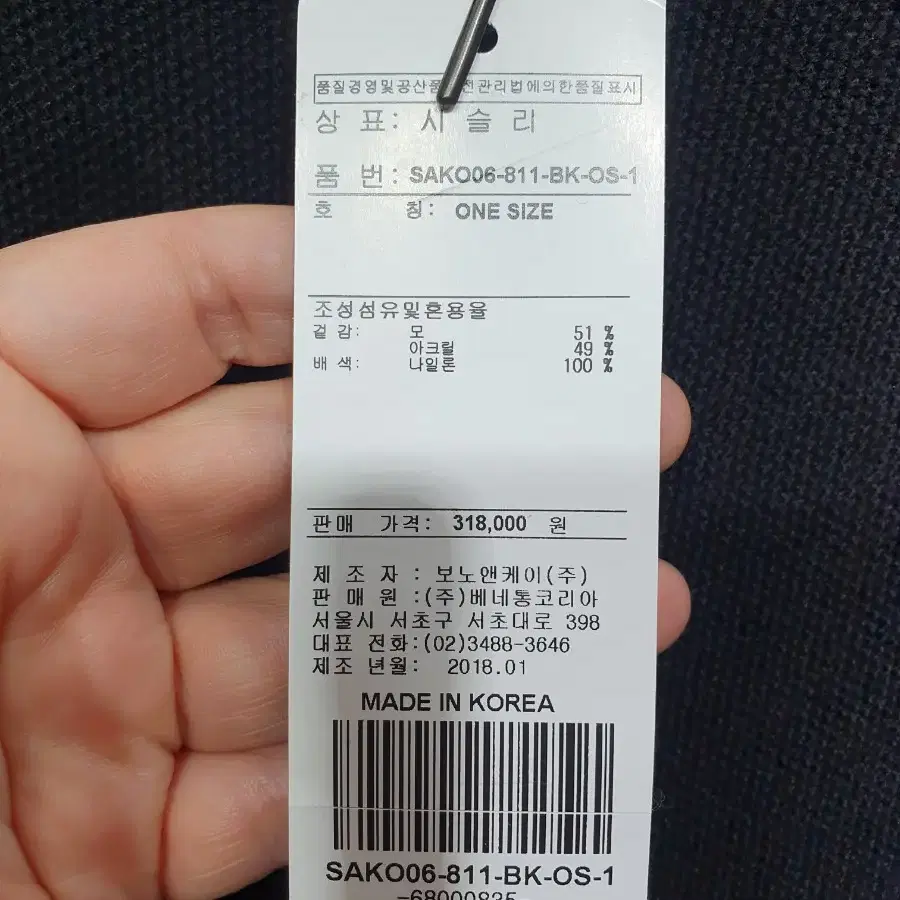 품질경영및공산품 전관리법에의한품질표시
상 표: 시 슬 리
품 번: SAKO06-811-BK-OS-1
호 칭: ONE SIZE
조성섬유및혼용율
겉 감: 모 51 %
아크릴 49 %
배 색: 나일론 100 %
판매 가격: 318,000 원
제 조 자 : 보노앤케이(주)
판 매 원 :(주)베네통코리아
서울시 서초구 서초대로 398
대표 전화:(02)3488-3646
제조 년월: 2018.01
MADE IN KOREA
SAKO06-811-BK-OS-1